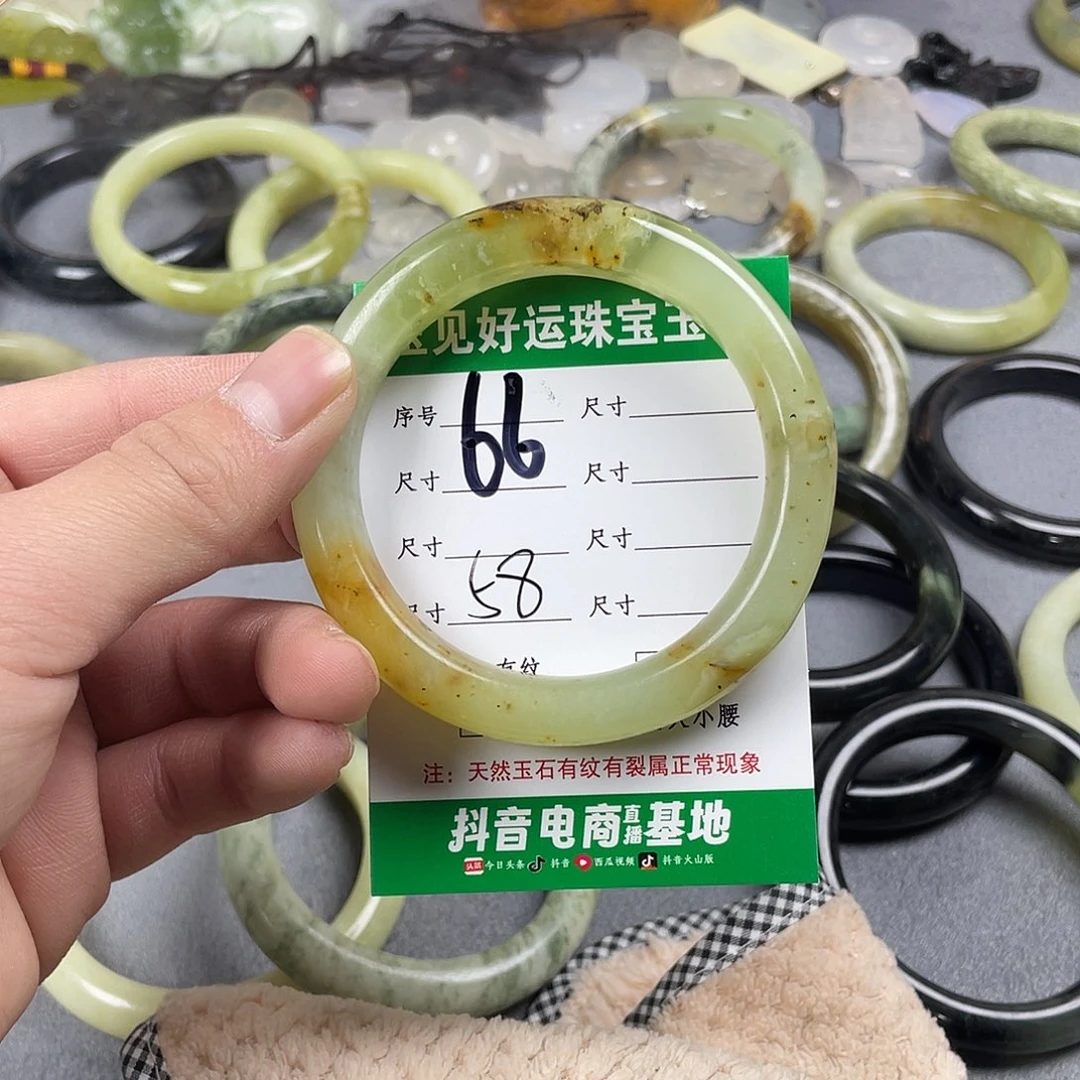 见好运珠宝玉
序号 66 尺寸
尺寸 尺寸
尺寸 尺寸
尺寸 58 尺寸
有纹
小腰
注：天然玉石有纹有裂属正常现象
抖音电商直播基地
头条 今日头条 抖音 西瓜视频 抖音火山版